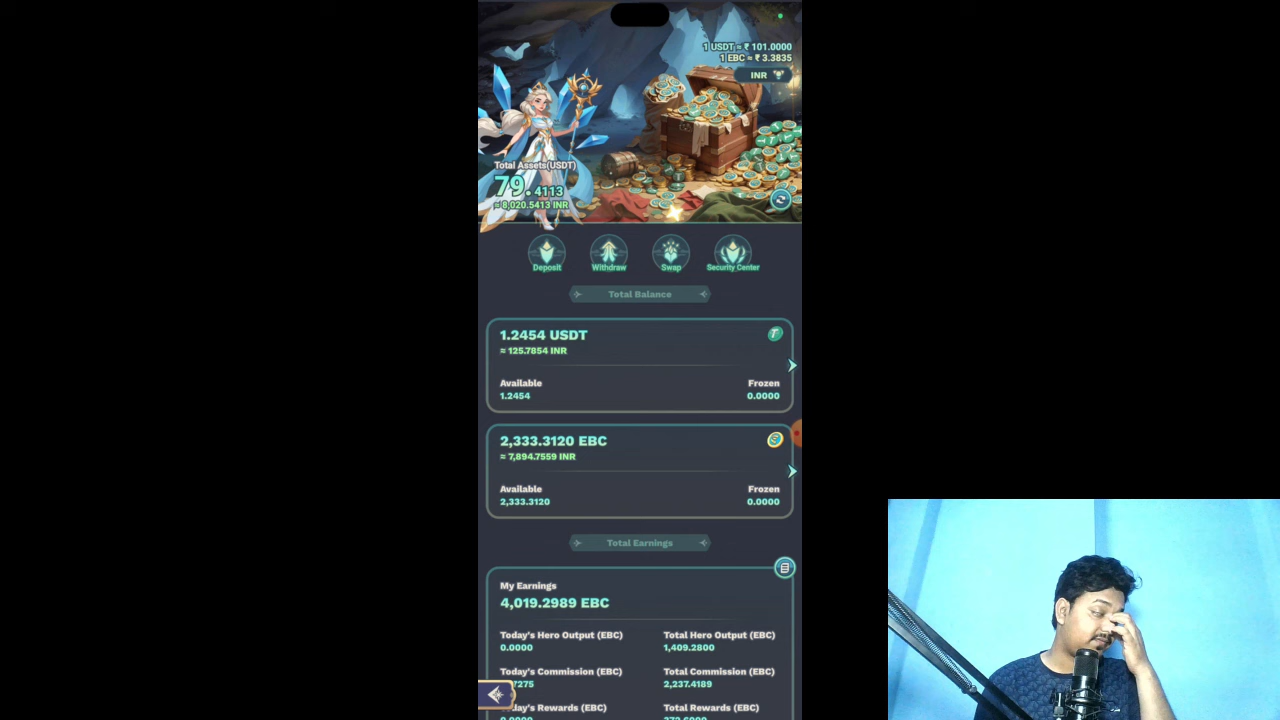 1 USDT ≈ ₹ 101.0000
1 EBC ≈ ₹ 3.3835
INR
Total Assets(USDT)
79.4113
≈ 8,020.5413 INR
Deposit
Withdraw
Swap
Security Center
Total Balance
1.2454 USDT
≈ 125.7854 INR
Available
Frozen
1.2454
0.0000
2,333.3120 EBC
≈ 7,894.7559 INR
Available
Frozen
2,333.3120
0.0000
Total Earnings
My Earnings
4,019.2989 EBC
Today's Hero Output (EBC)
Total Hero Output (EBC)
0.0000
1,409.2800
Today's Commission (EBC)
Total Commission (EBC)
7275
2,237.4189
day's Rewards (EBC)
Total Rewards (EBC)